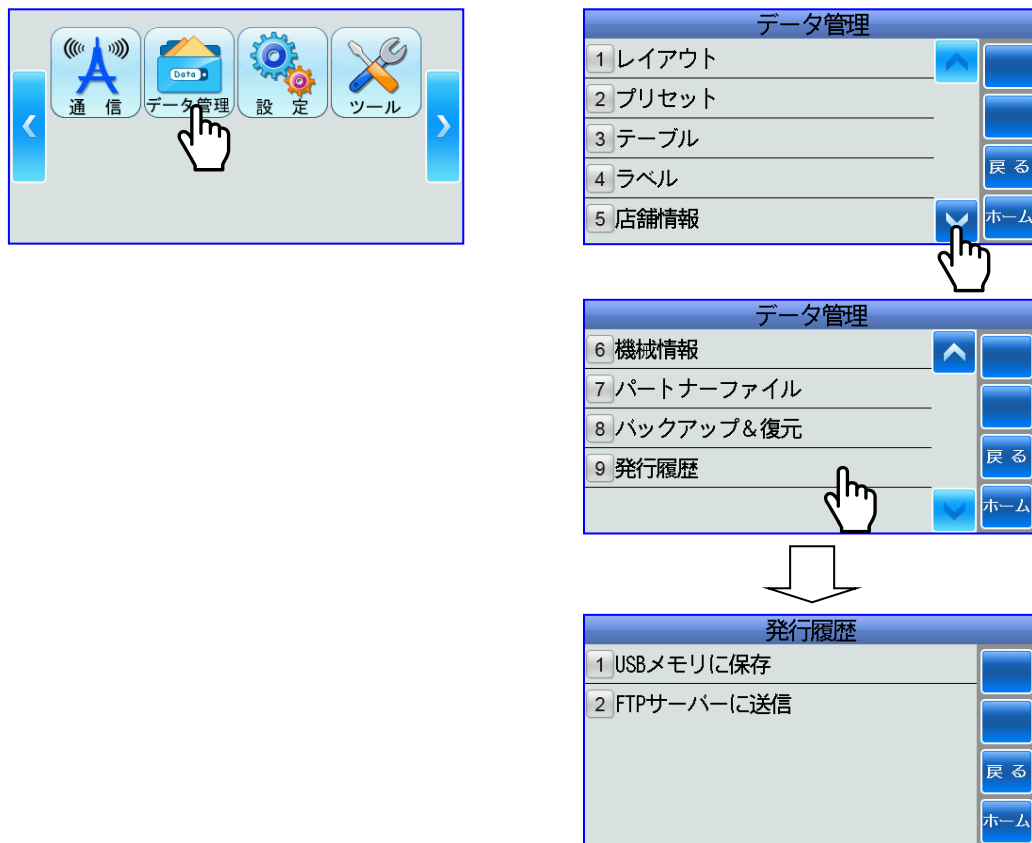 Data
通 信
データ管理
設 定
ツール
データ管理
1 レイアウト
2 プリセット
3 テーブル
4 ラベル
5 店舗情報
戻 る
ホーム
データ管理
6 機械情報
7 パートナーファイル
8 バックアップ&復元
9 発行履歴
戻 る
ホーム
発行履歴
1 USBメモリに保存
2 FTPサーバーに送信
戻 る
ホーム